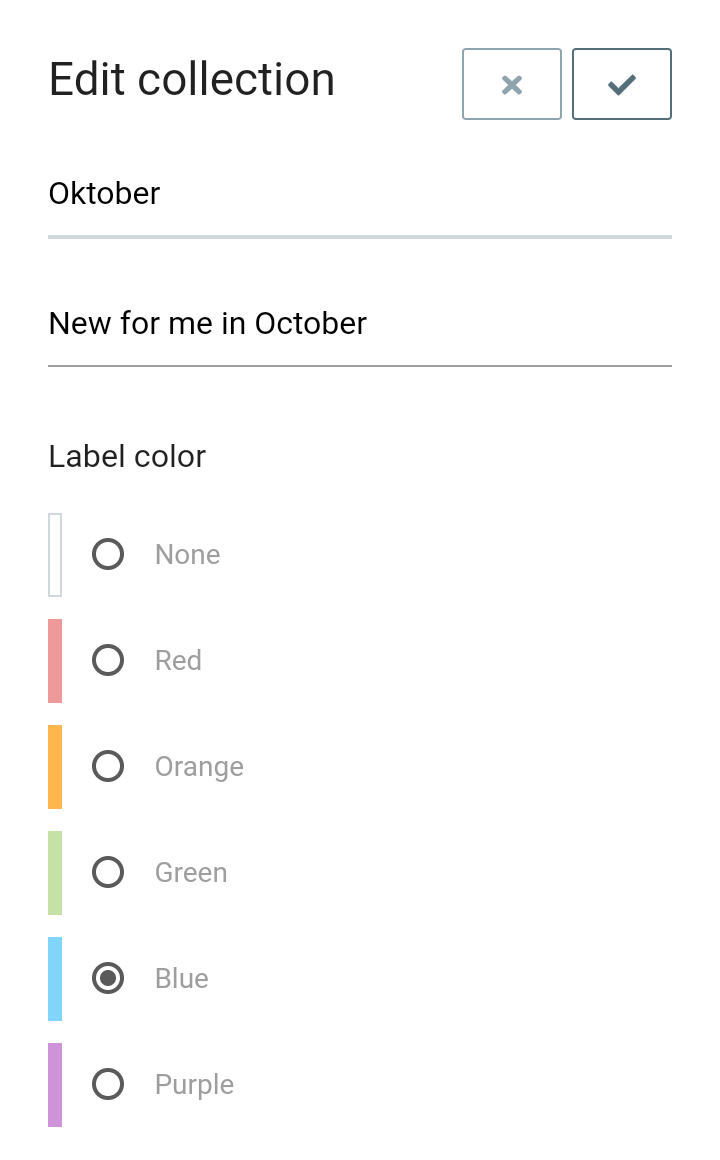 Edit collection
Oktober
New for me in October
Label color
None
Red
Orange
Green
Blue
Purple